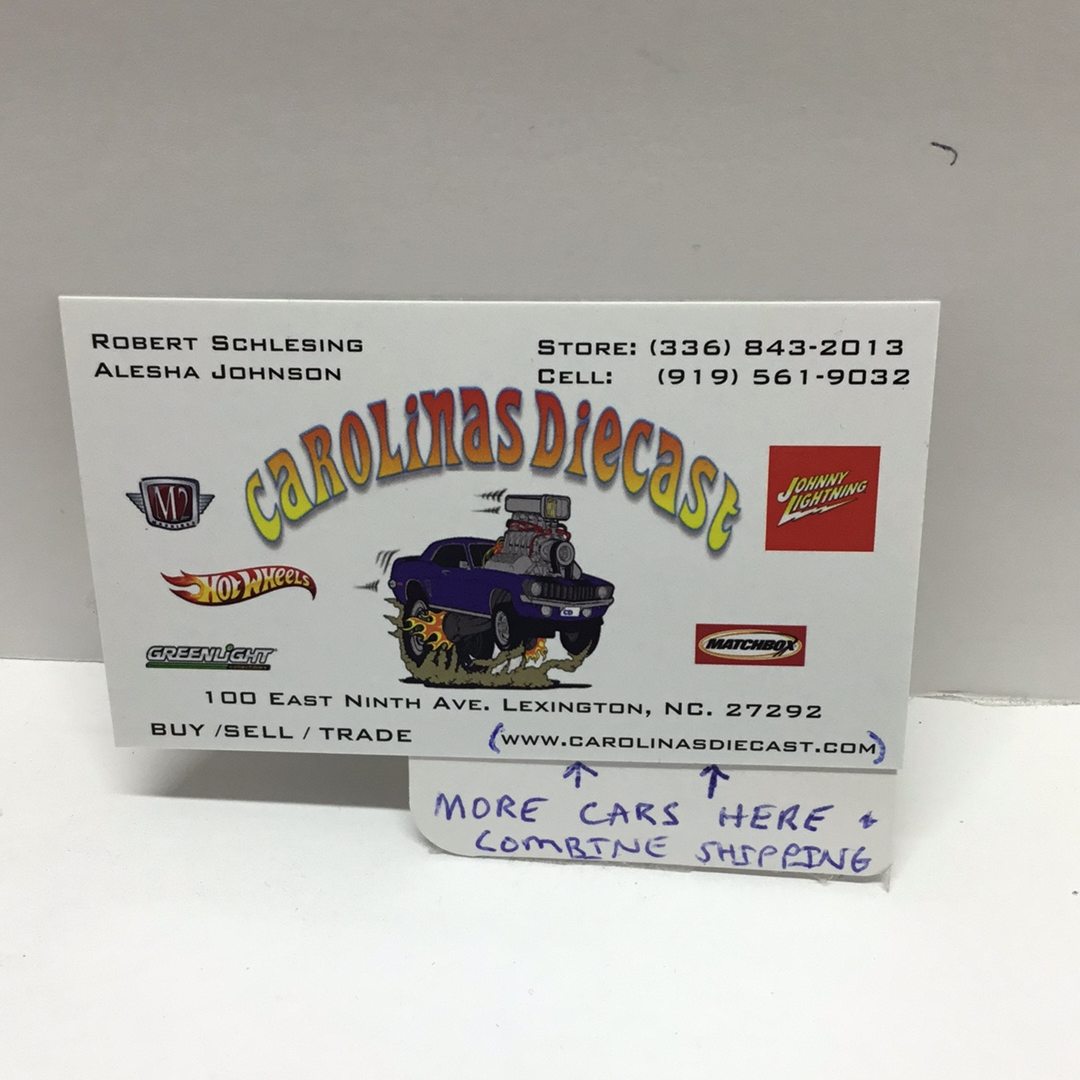 ROBERT SCHLESING
ALESHA JOHNSON
STORE: (336) 843-2013
CELL: (919) 561-9032
CAROLINAS DIECAST
M2
JOHNNY LIGHTNING
HOT WHEELS
GREENLIGHT
MATCHBOX
100 EAST NINTH AVE. LEXINGTON, NC. 27292
BUY /SELL / TRADE
(WWW.CAROLINASDIECAST.COM)
MORE CARS HERE +
COMBINE SHIPPING